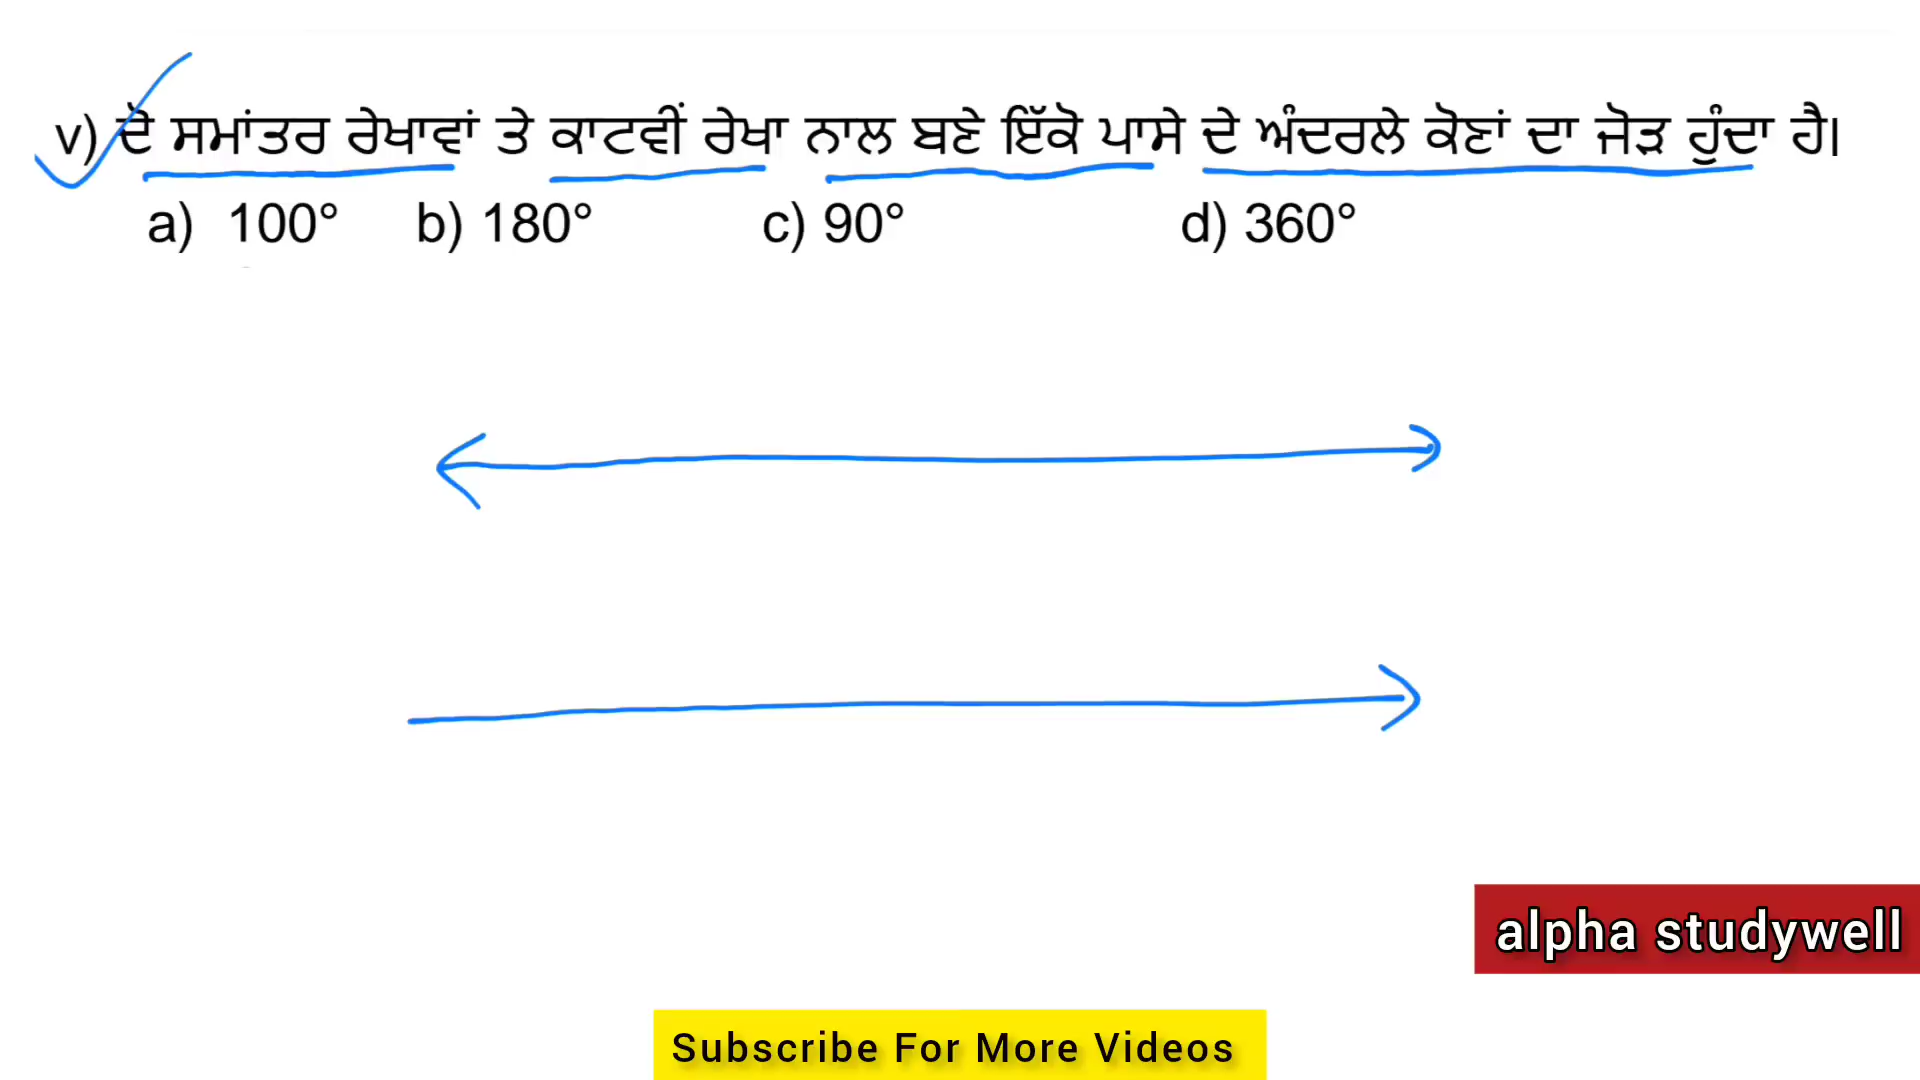 v) ਦੋ ਸਮਾਂਤਰ ਰੇਖਾਵਾਂ ਤੇ ਕਾਟਵੀਂ ਰੇਖਾ ਨਾਲ ਬਣੇ ਇੱਕੋ ਪਾਸੇ ਦੇ ਅੰਦਰਲੇ ਕੋਣਾਂ ਦਾ ਜੋੜ ਹੁੰਦਾ ਹੈ।
a) 100° b) 180° c) 90° d) 360°
alpha studywell
Subscribe For More Videos